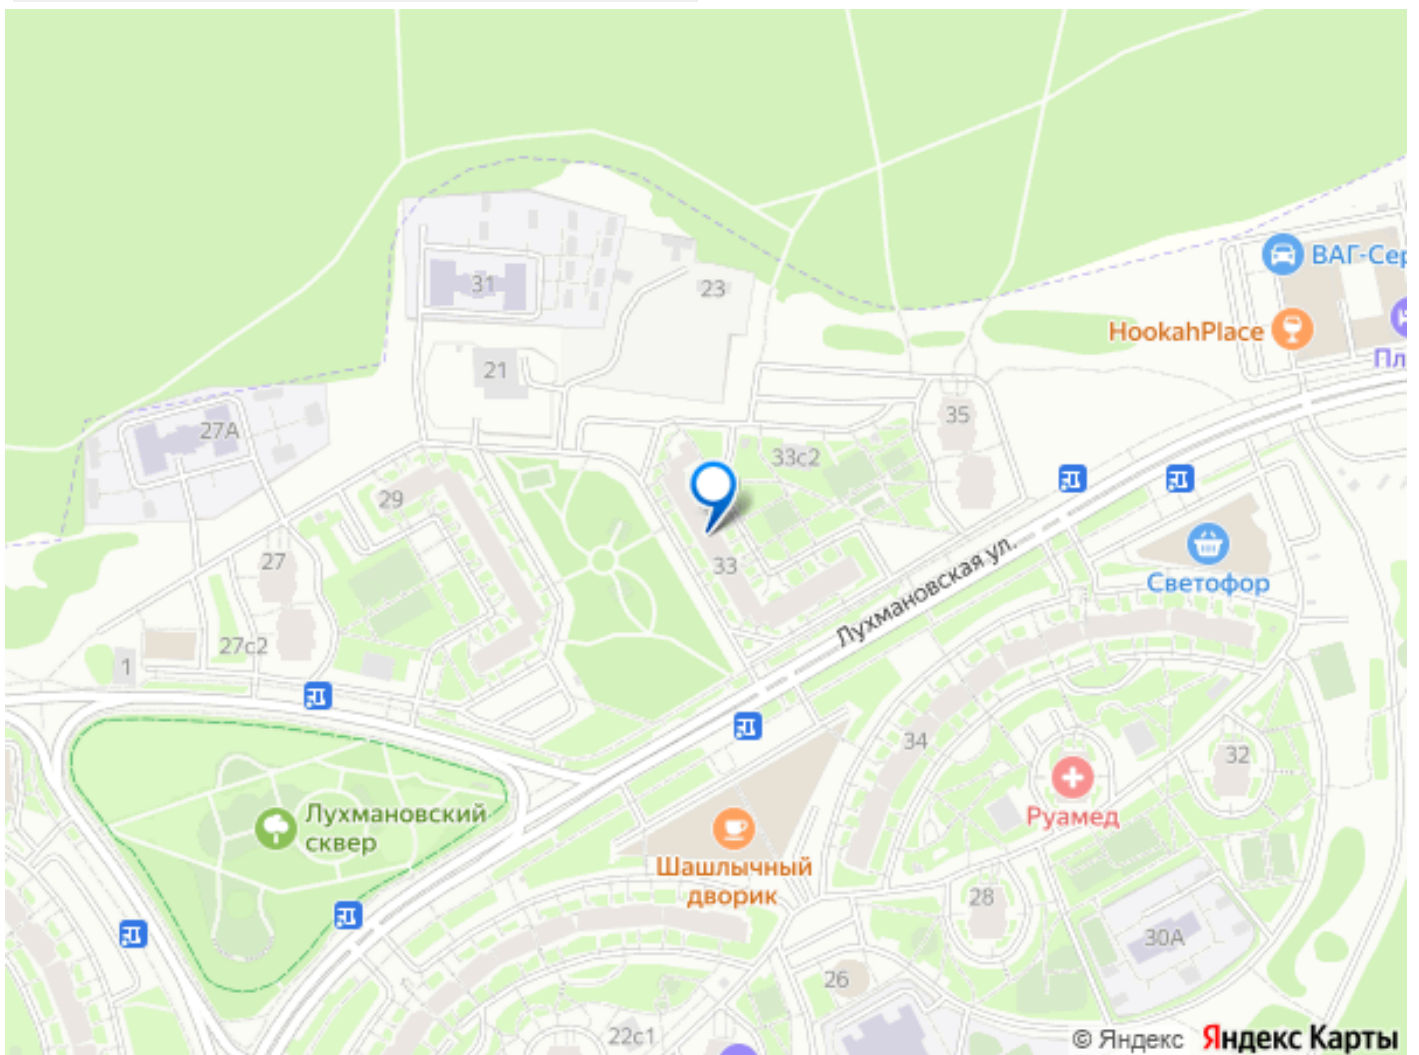 ВАГ-Сер
23
31
HookahPlace
Пл
21
35
27А
33с2
29
27
33
Лухмановская ул.
Светофор
27с2
1
34
32
Лухмановский
сквер
Руамед
Шашлычный
дворик
28
30А
26
22с1
© Яндекс Яндекс Карты